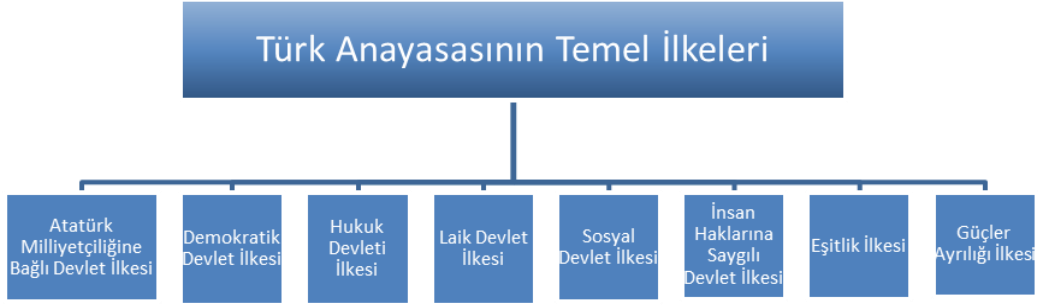 Türk Anayasasının Temel İlkeleri
Atatürk
Milliyetçiliğine
Bağlı Devlet İlkesi
Demokratik
Devlet İlkesi
Hukuk
Devleti
İlkesi
Laik Devlet
İlkesi
Sosyal
Devlet İlkesi
İnsan
Haklarına
Saygılı
Devlet İlkesi
Eşitlik İlkesi
Güçler
Ayrılığı İlkesi